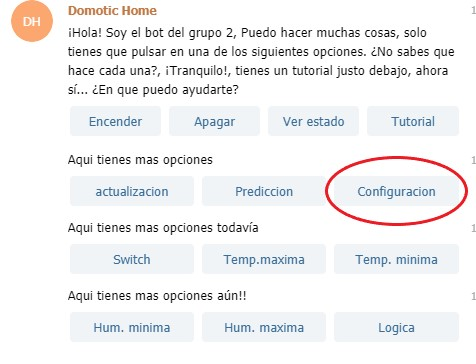 DH
Domotic Home
¡Hola! Soy el bot del grupo 2, Puedo hacer muchas cosas, solo
tienes que pulsar en una de los siguientes opciones. ¿No sabes que
hace cada una?, ¡Tranquilo!, tienes un tutorial justo debajo, ahora
sí... ¿En que puedo ayudarte?
Encender Apagar Ver estado Tutorial
Aqui tienes mas opciones
actualizacion Prediccion Configuracion
Aqui tienes mas opciones todavía
Switch Temp.maxima Temp. minima
Aqui tienes mas opciones aún!!
Hum. minima Hum. maxima Logica